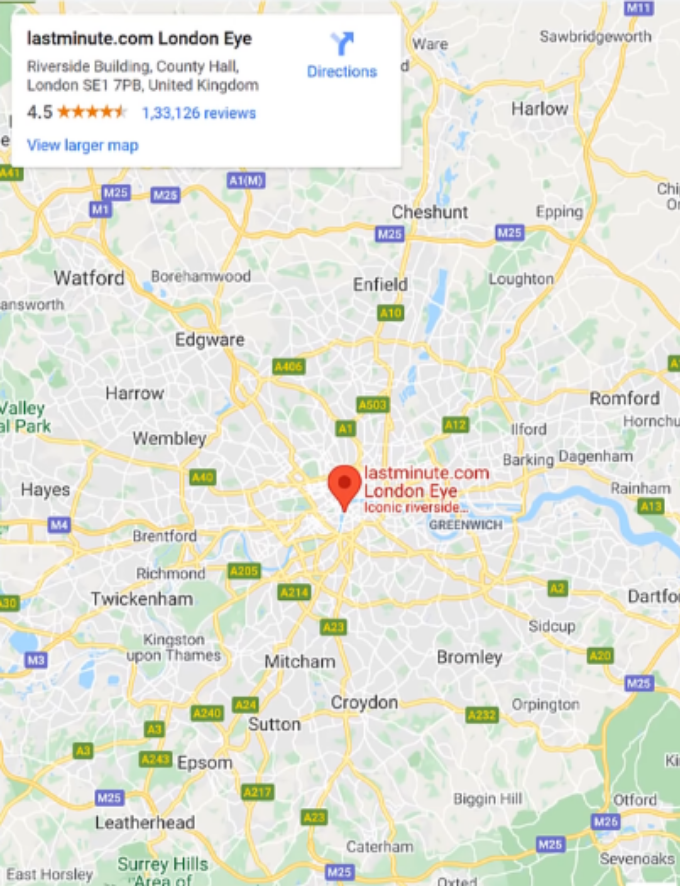 lastminute.com London Eye
Riverside Building, County Hall,
London SE1 7PB, United Kingdom
4.5
1,33,126 reviews
View larger map
Directions
M11
Ware
Sawbridgeworth
Harlow
A41
M25
M25
A1(M)
M1
Cheshunt
Epping
M25
M25
Watford
Borehamwood
Enfield
Loughton
answorth
A10
Edgware
A406
Harrow
A503
Romford
Valley
al Park
A1
A12
Ilford
Hornchu
Wembley
Barking
Dagenham
A40
lastminute.com
London Eye
Iconic riverside...
Hayes
Rainham
A13
M4
GREENWICH
Brentford
Richmond
A205
A214
A2
Twickenham
A30
Dartfo
A23
Sidcup
Kingston
upon Thames
M3
Mitcham
Bromley
A20
M25
Croydon
Orpington
A24
A240
A232
Sutton
A3
A3
A243
Epsom
Ki
M25
A217
Biggin Hill
Otford
Leatherhead
A23
M26
Caterham
M25
Sevenoaks
Surrey Hills
Area of
East Horsley
M25
Oxted